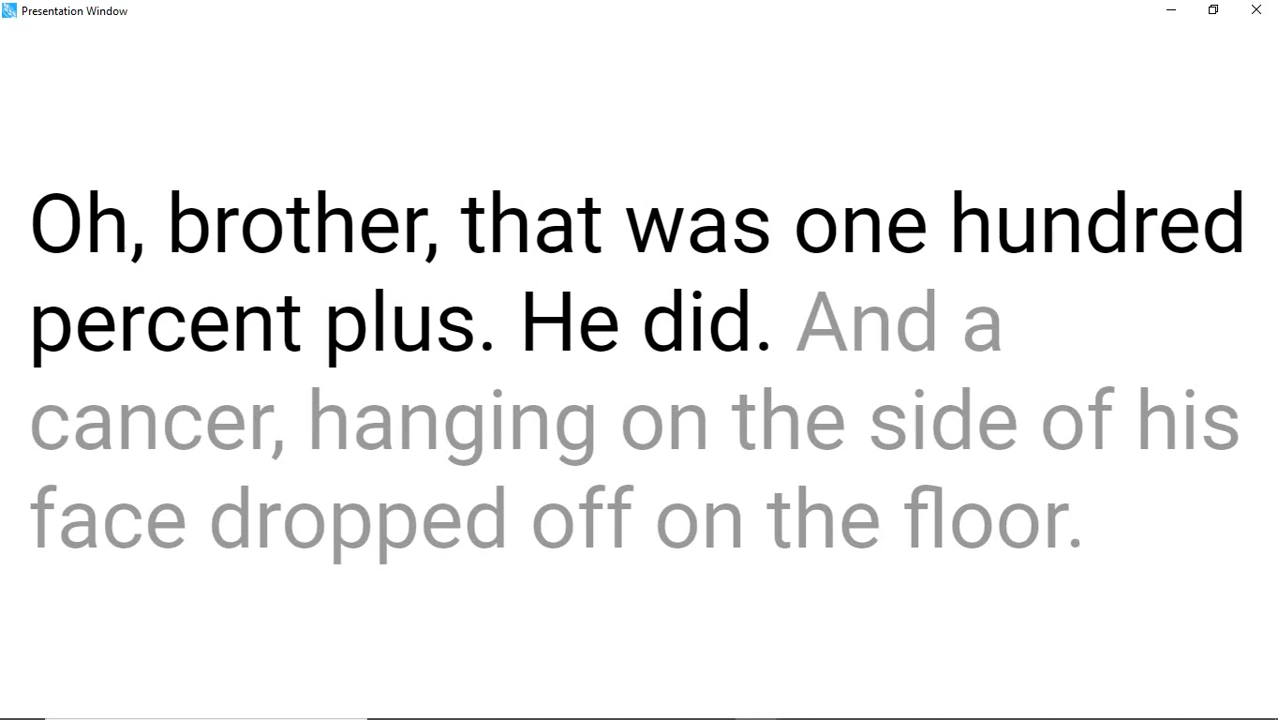 Presentation Window
Oh, brother, that was one hundred
percent plus. He did. And a
cancer, hanging on the side of his
face dropped off on the floor.